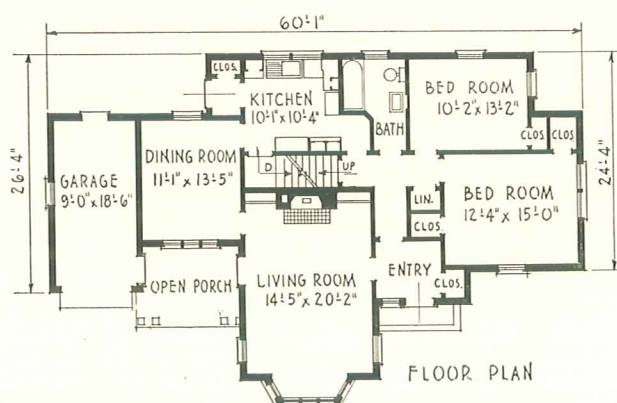 60'-1"
CLOS.
KITCHEN
10'-1" x 10'-4"
BATH
BED ROOM
10'-2" x 13'-2"
CLOS.
CLOS.
26'-4"
24'-4"
GARAGE
9'-0" x 18'-6"
DINING ROOM
11'-1" x 13'-5"
D
UP
LIN.
CLOS.
BED ROOM
12'-4" x 15'-0"
OPEN PORCH
LIVING ROOM
14'-5" x 20'-2"
ENTRY
CLOS.
FLOOR PLAN